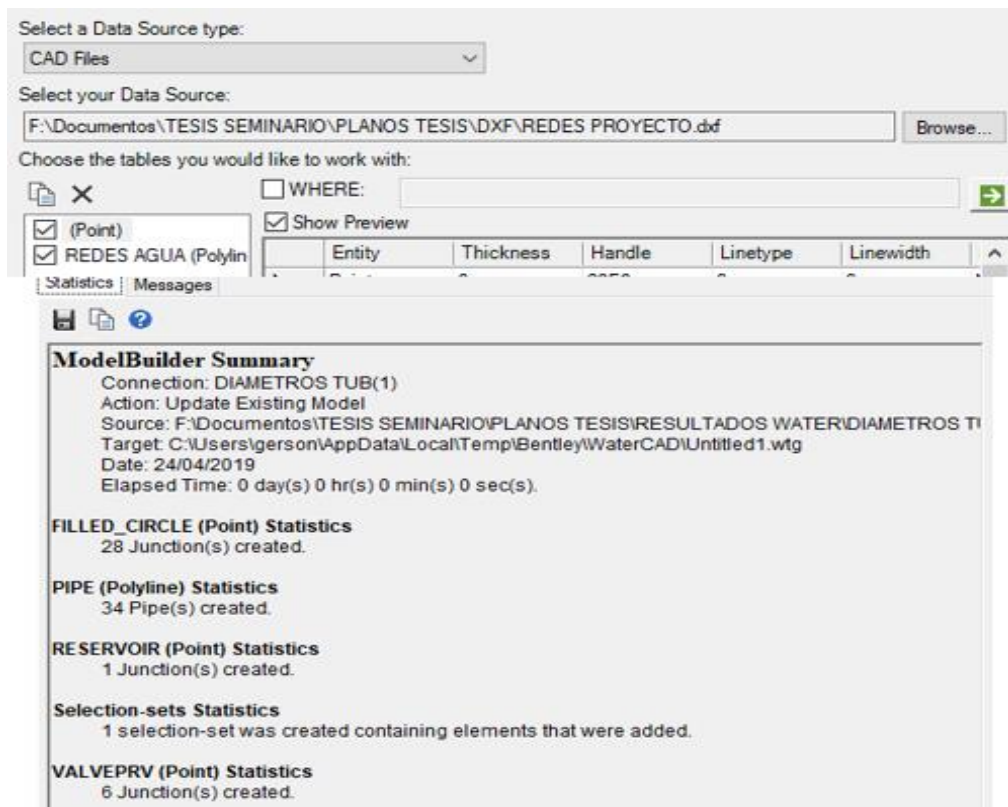 Select a Data Source type:
CAD Files
Select your Data Source:
F:\Documentos\TESIS SEMINARIO\PLANOS TESIS\DXF\REDES PROYECTO.dxf Browse...
Choose the tables you would like to work with:
WHERE:
(Point) Show Preview
REDES AGUA (Polylin Entity Thickness Handle Linetype Linewidth
Statistics Messages
ModelBuilder Summary
Connection: DIAMETROS TUB(1)
Action: Update Existing Model
Source: F:\Documentos\TESIS SEMINARIO\PLANOS TESIS\RESULTADOS WATER\DIAMETROS
Target: C:\Users\gerson\AppData\Local\Temp\Bentley\WaterCAD\Untitled1.wtg
Date: 24/04/2019
Elapsed Time: 0 day(s) 0 hr(s) 0 min(s) 0 sec(s).
FILLED_CIRCLE (Point) Statistics
28 Junction(s) created.
PIPE (Polyline) Statistics
34 Pipe(s) created.
RESERVOIR (Point) Statistics
1 Junction(s) created.
Selection-sets Statistics
1 selection-set was created containing elements that were added.
VALVEPRV (Point) Statistics
6 Junction(s) created.